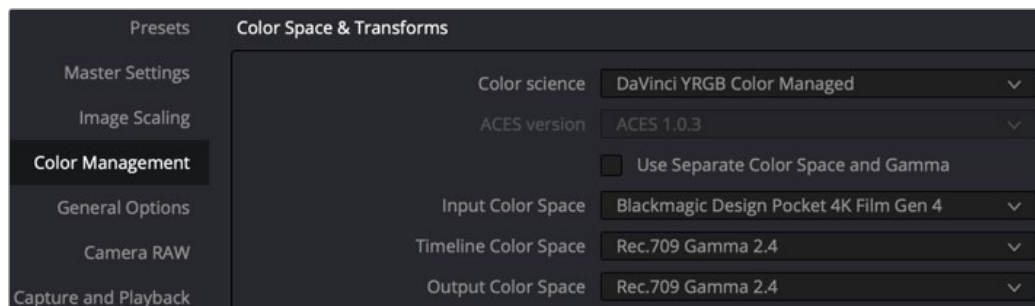 Presets
Master Settings
Image Scaling
Color Management
General Options
Camera RAW
Capture and Playback
Color Space & Transforms
Color science DaVinci YRGB Color Managed
ACES version ACES 1.0.3
Use Separate Color Space and Gamma
Input Color Space Blackmagic Design Pocket 4K Film Gen 4
Timeline Color Space Rec.709 Gamma 2.4
Output Color Space Rec.709 Gamma 2.4